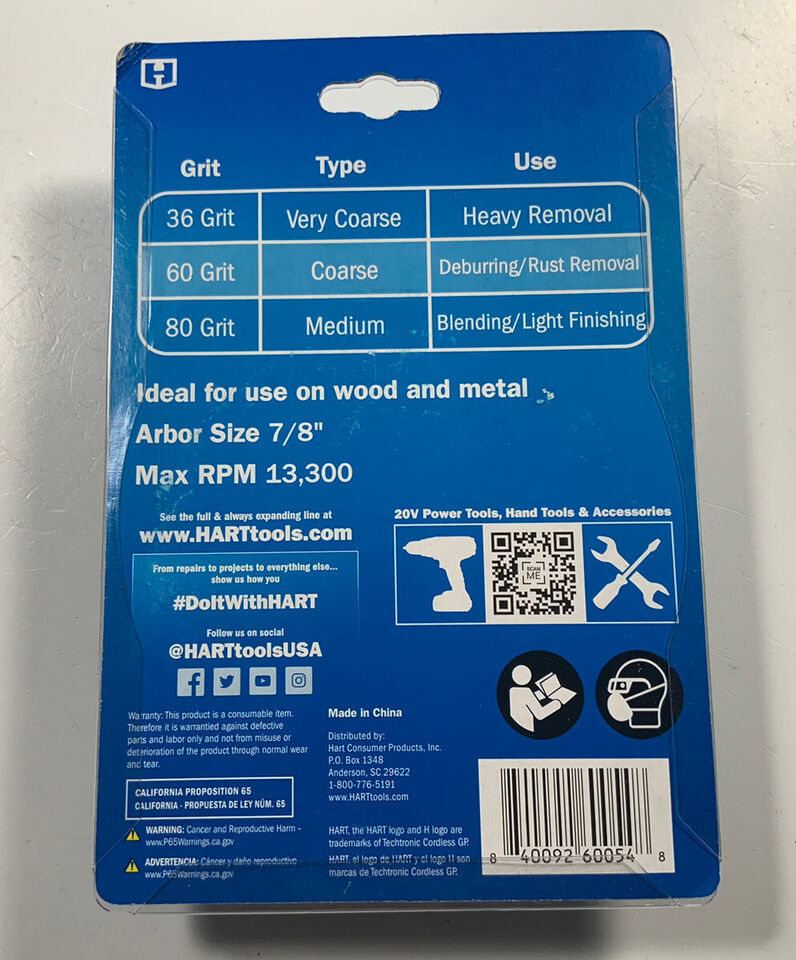 H
Grit Type Use
36 Grit Very Coarse Heavy Removal
60 Grit Coarse Deburring/Rust Removal
80 Grit Medium Blending/Light Finishing
Ideal for use on wood and metal
Arbor Size 7/8"
Max RPM 13,300
See the full & always expanding line at
www.HARTtools.com
From repairs to projects to everything else...
show us how you
#DoItWithHART
Follow us on social
@HARTtoolsUSA
20V Power Tools, Hand Tools & Accessories
SCAN
ME
Warranty: This product is a consumable item.
Therefore it is warrantied against defective
parts and labor only and not from misuse or
deterioration of the product through normal wear
and tear.
CALIFORNIA PROPOSITION 65
CALIFORNIA - PROPUESTA DE LEY NÚM. 65
WARNING: Cancer and Reproductive Harm –
www.P65Warnings.ca.gov
ADVERTENCIA: Cáncer y daño reproductivo
www.P65Warnings.ca.gov
Made in China
Distributed by:
Hart Consumer Products, Inc.
P.O. Box 1348
Anderson, SC 29622
1-800-776-5191
www.HARTtools.com
HART, the HART logo and H logo are
trademarks of Techtronic Cordless GP.
HART, el logo de HART y el logo H son
marcas de Techtronic Cordless GP.
8 40092 60054 8